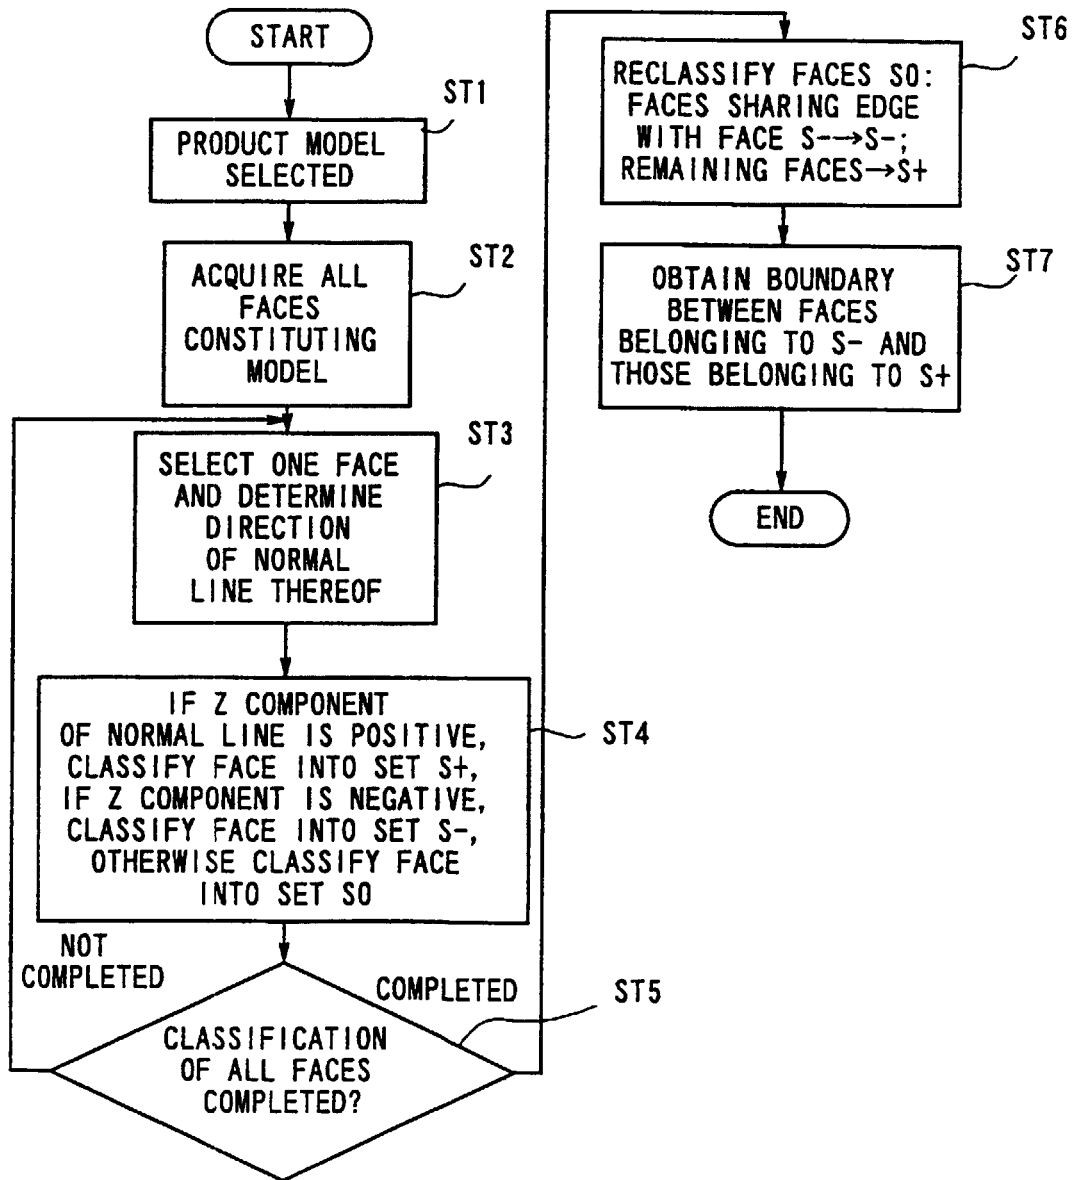 START
ST1
PRODUCT MODEL
SELECTED
ST2
ACQUIRE ALL
FACES
CONSTITUTING
MODEL
ST3
SELECT ONE FACE
AND DETERMINE
DIRECTION
OF NORMAL
LINE THEREOF
IF Z COMPONENT
OF NORMAL LINE IS POSITIVE,
CLASSIFY FACE INTO SET S+,
IF Z COMPONENT IS NEGATIVE,
CLASSIFY FACE INTO SET S-,
OTHERWISE CLASSIFY FACE
INTO SET S0
ST4
NOT
COMPLETED
COMPLETED
ST5
CLASSIFICATION
OF ALL FACES
COMPLETED?
ST6
RECLASSIFY FACES S0:
FACES SHARING EDGE
WITH FACE S-→S-;
REMAINING FACES→S+
ST7
OBTAIN BOUNDARY
BETWEEN FACES
BELONGING TO S- AND
THOSE BELONGING TO S+
END